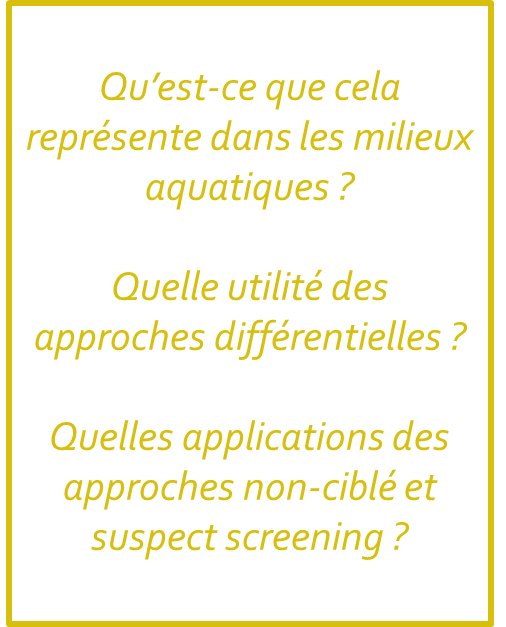 Qu’est-ce que cela
représente dans les milieux
aquatiques ?
Quelle utilité des
approches différentielles ?
Quelles applications des
approches non-ciblé et
suspect screening ?